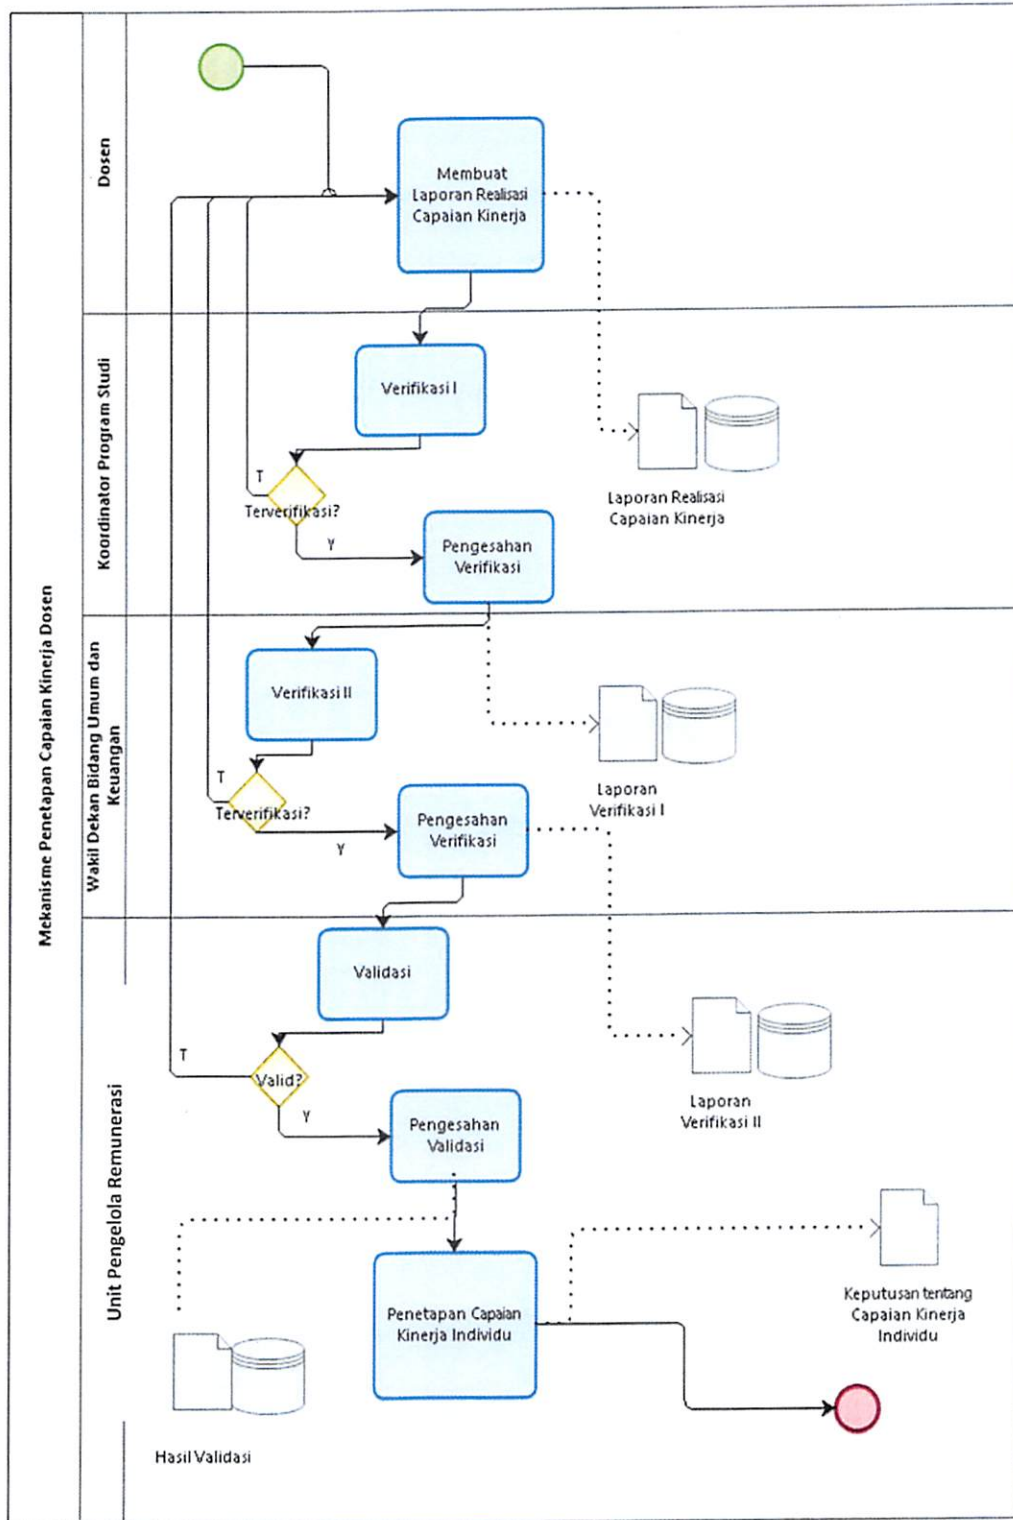 Mekanisme Penetapan Capaian Kinerja Dosen
Dosen
Membuat
Laporan Realisasi
Capaian Kinerja
Koordinator Program Studi
Verifikasi I
T
Terverifikasi?
Y
Pengesahan
Verifikasi
Laporan Realisasi
Capaian Kinerja
Wakil Dekan Bidang Umum dan
Keuangan
Verifikasi II
T
Terverifikasi?
Y
Pengesahan
Verifikasi
Laporan
Verifikasi I
Unit Pengelola Remunerasi
Validasi
T
Valid?
Y
Pengesahan
Validasi
Laporan
Verifikasi II
Penetapan Capaian
Kinerja Individu
Keputusan tentang
Capaian Kinerja
Individu
Hasil Validasi